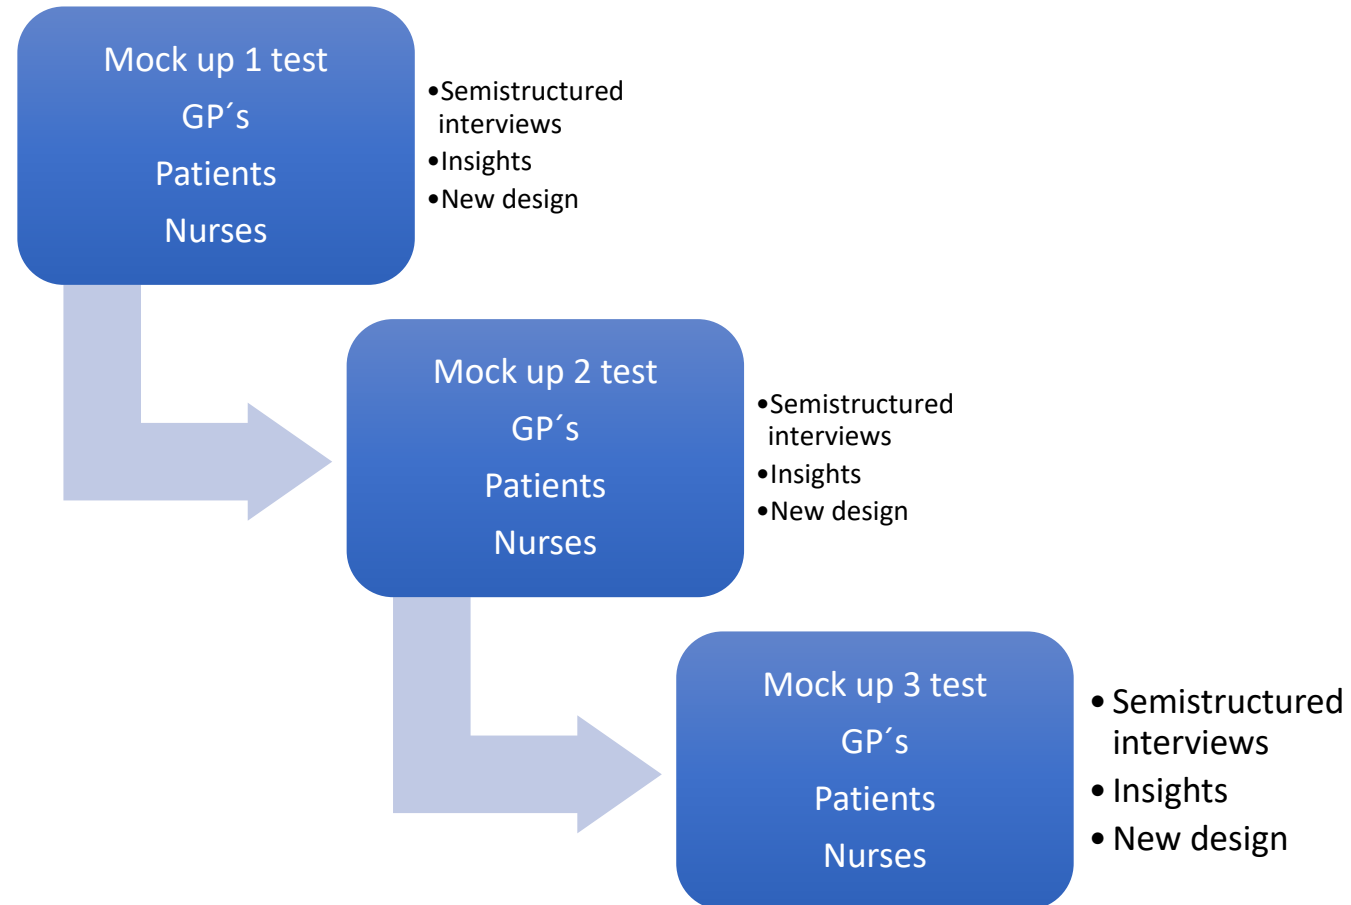 Mock up 1 test
GP´s
Patients
Nurses
•Semistructured
interviews
•Insights
•New design
Mock up 2 test
GP´s
Patients
Nurses
•Semistructured
interviews
•Insights
•New design
Mock up 3 test
GP´s
Patients
Nurses
• Semistructured
interviews
• Insights
• New design